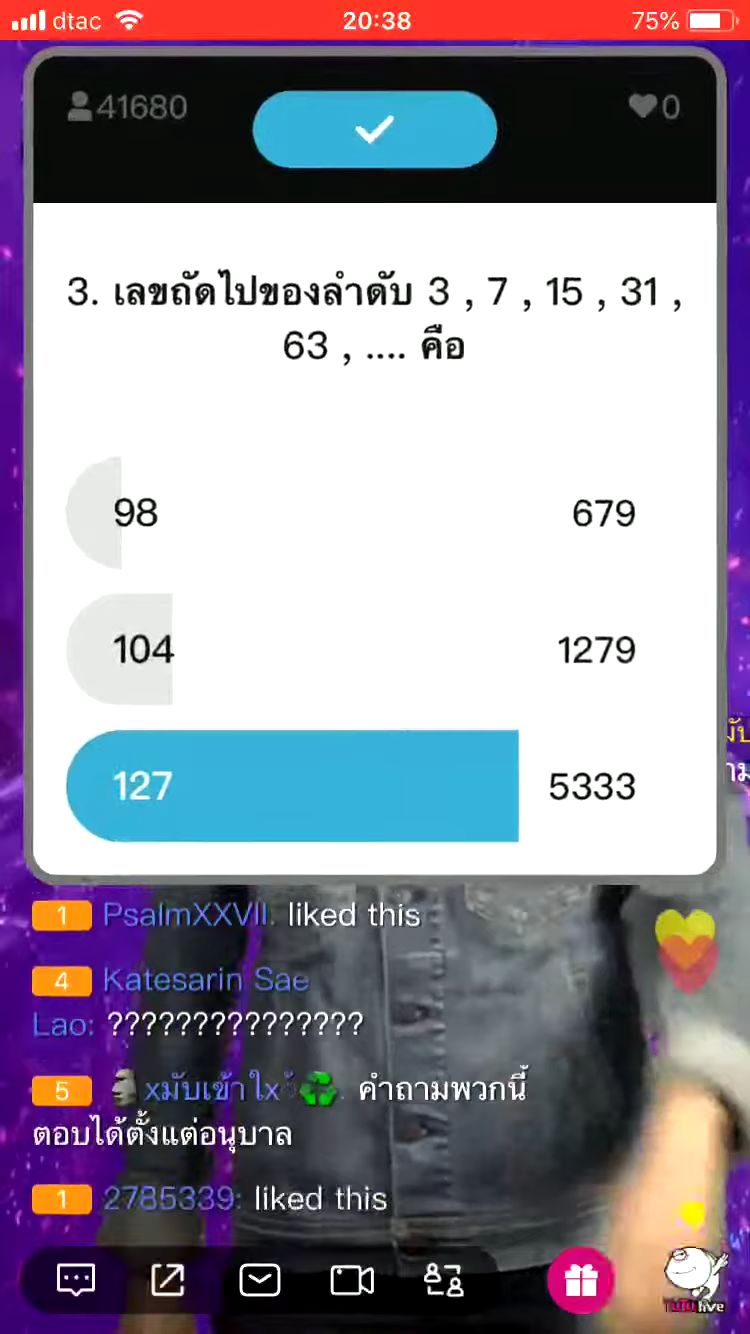 dtac 20:38 75%
41680 0
3. เลขถัดไปของลำดับ 3 , 7 , 15 , 31 ,
63 , .... คือ
98 679
104 1279
127 5333
1 PsalmXXVII. liked this
4 Katesarin Sae
Lao: ???????????????
5 xมับเข้าใx คำถามพวกนี้
ตอบได้ตั้งแต่อนุบาล
1 2785339: liked this
live